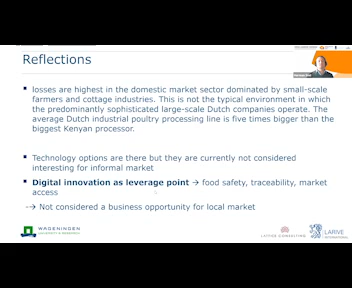 Reflections
losses are highest in the domestic market sector dominated by small-scale
farmers and cottage industries. This is not the typical environment in which
the predominantly sophisticated large-scale Dutch companies operate. The
average Dutch industrial poultry processing line is five times bigger than the
biggest Kenyan processor.
Technology options are there but they are currently not considered
interesting for informal market
Digital innovation as leverage point → food safety, traceability, market
access
-→ Not considered a business opportunity for local market
WAGENINGEN
UNIVERSITY & RESEARCH
LATTICE CONSULTING
LARIVE
INTERNATIONAL